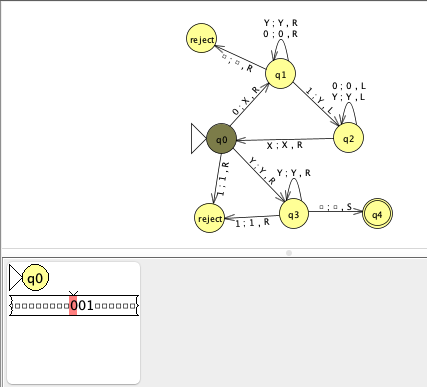 Y;Y,R
0;0,R
reject
□;□,R
q1
0;X,R
1;Y,L
0;0,L
Y;Y,L
q0
X;X,R
q2
1;1,R
Y;Y,R
Y;Y,R
reject
1;1,R
q3
□;□,S
q4
q0
□□□□□□□□001□□□□□□